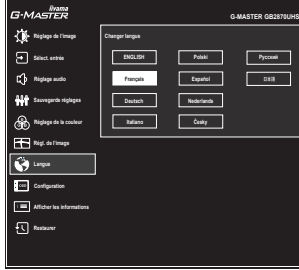 iiyama
G-MASTER
G-MASTER GB2870UHS
Réglage de l'image
Changer langue
Sélect. entrée
ENGLISH
Polski
Русский
Réglage audio
Français
Español
日本語
Sauvegarde réglages
Deutsch
Nederlands
Réglage de la couleur
Italiano
Česky
Régl. de l'image
Langue
Configuration
Afficher les informations
Restaurer